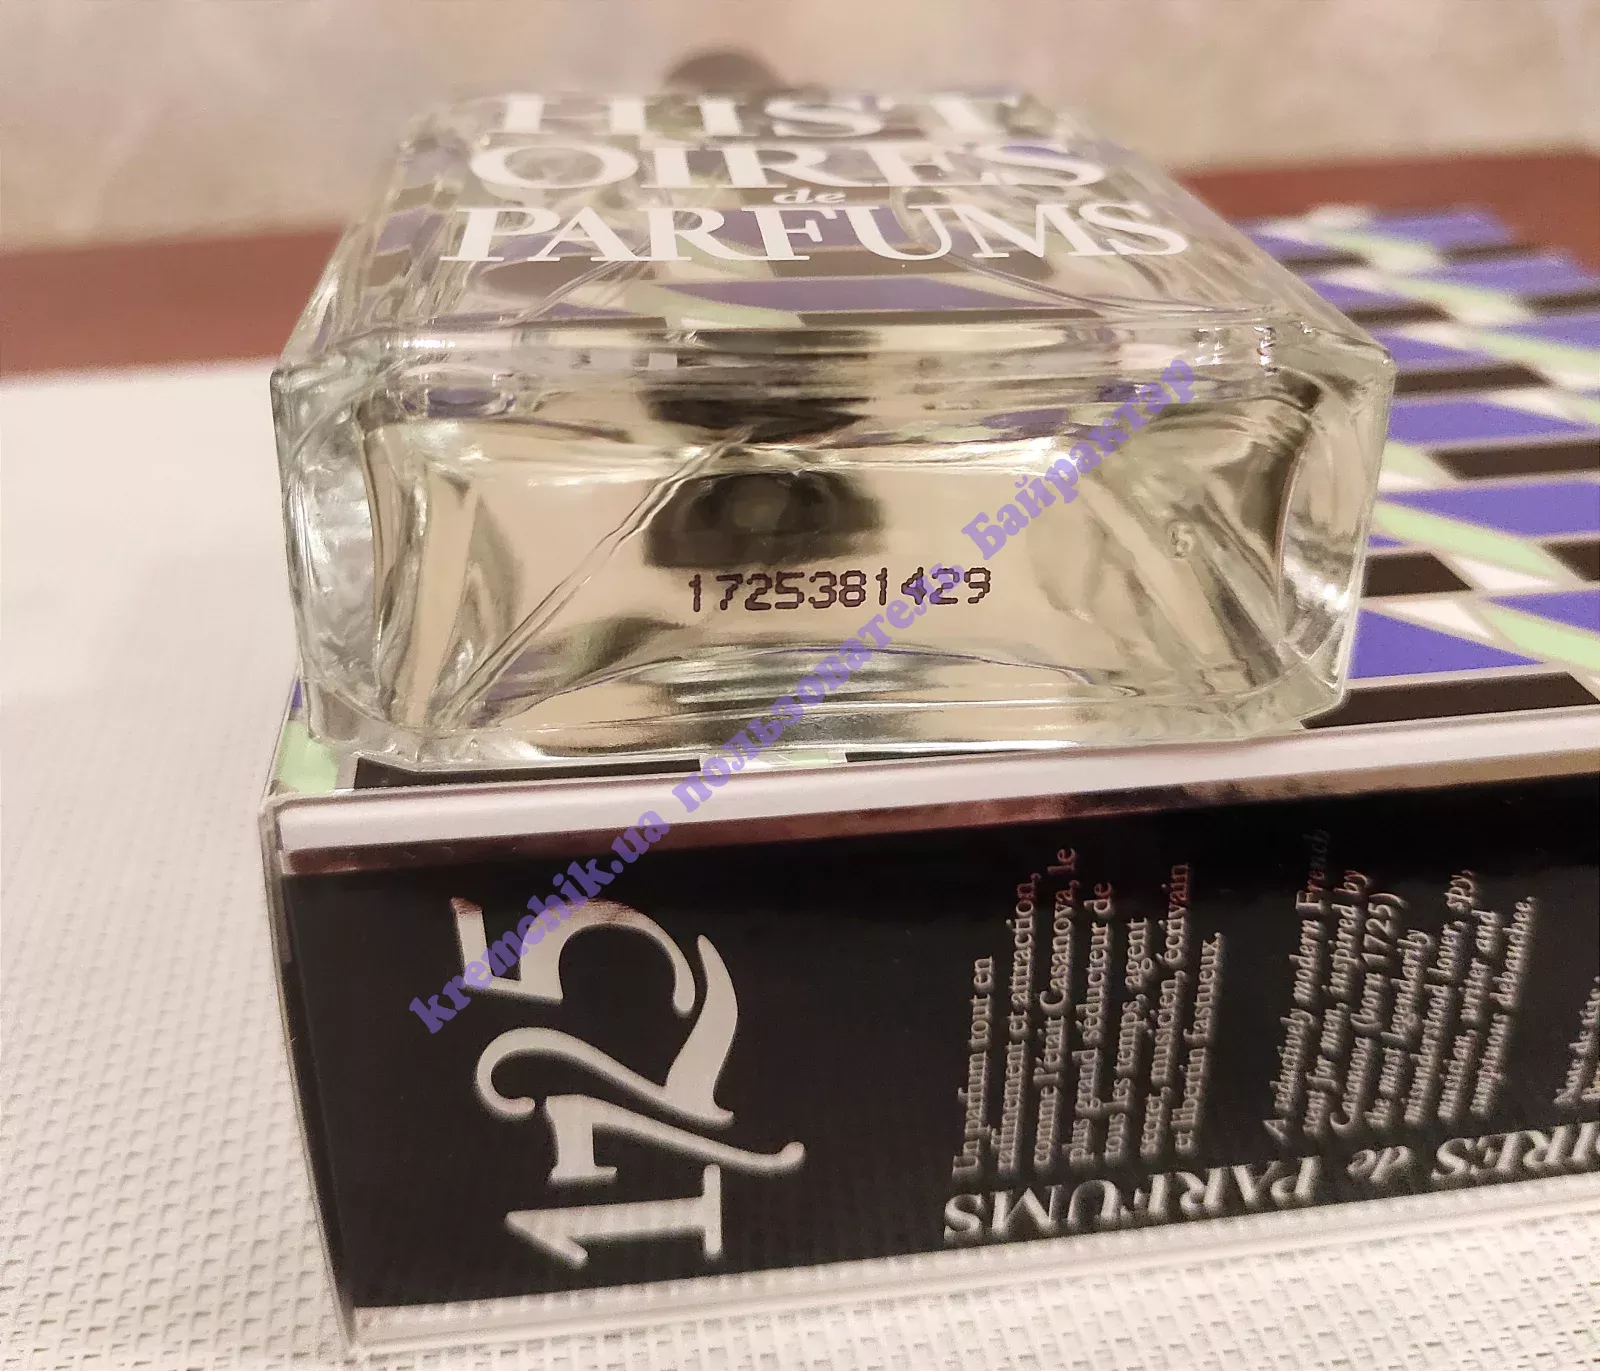 HIST
OIRES
de
PARFUMS
5
1725381429
kremchik.ua пользователь Байрактар
1725
Un parfum tout en
raffinement et attraction,
comme l'était Casanova, le
plus grand séducteur de
tous les temps, agent
secret, musicien, écrivain
et libertin fastueux.
A seductively modern French
scent for men, inspired by
Casanova (born 1725)
the most legendarily
misunderstood lover, spy,
musician, writer and
sumptuous debauchee.
OIRES de PARFUMS